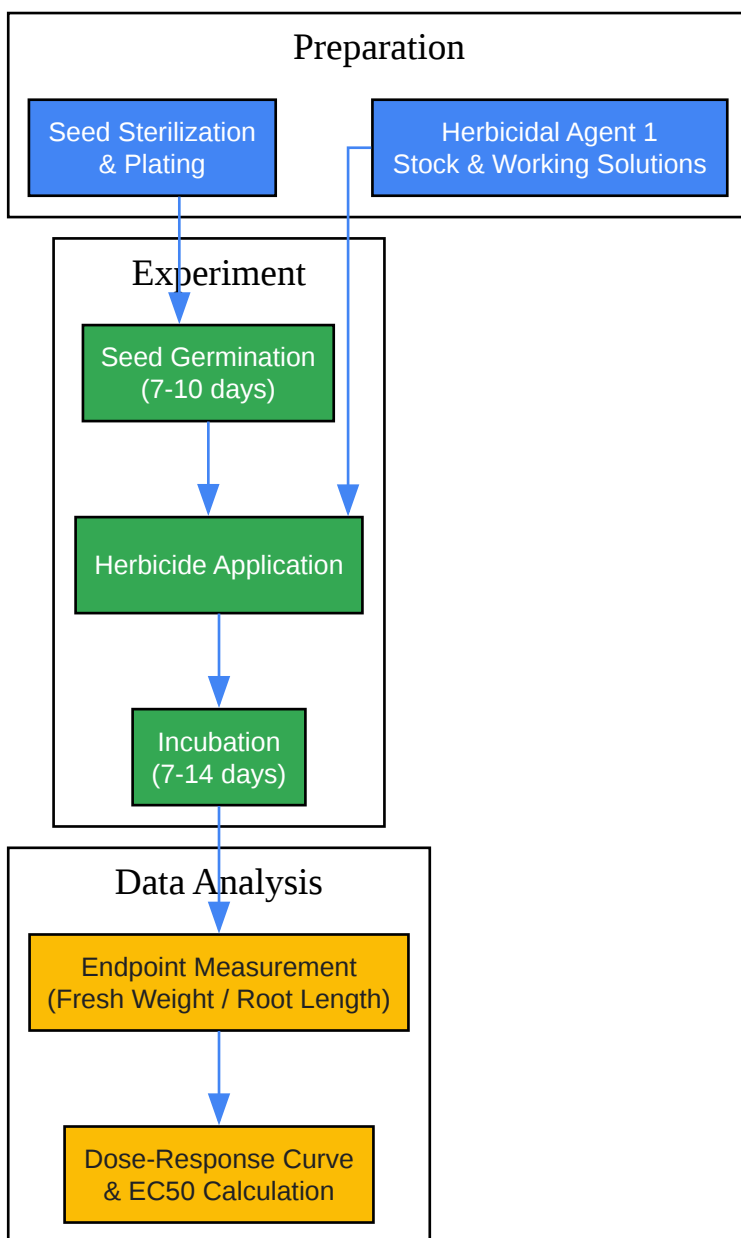 Preparation
Seed Sterilization
& Plating
Herbicidal Agent 1
Stock & Working Solutions
Experiment
Seed Germination
(7-10 days)
Herbicide Application
Incubation
(7-14 days)
Data Analysis
Endpoint Measurement
(Fresh Weight / Root Length)
Dose-Response Curve
& EC50 Calculation